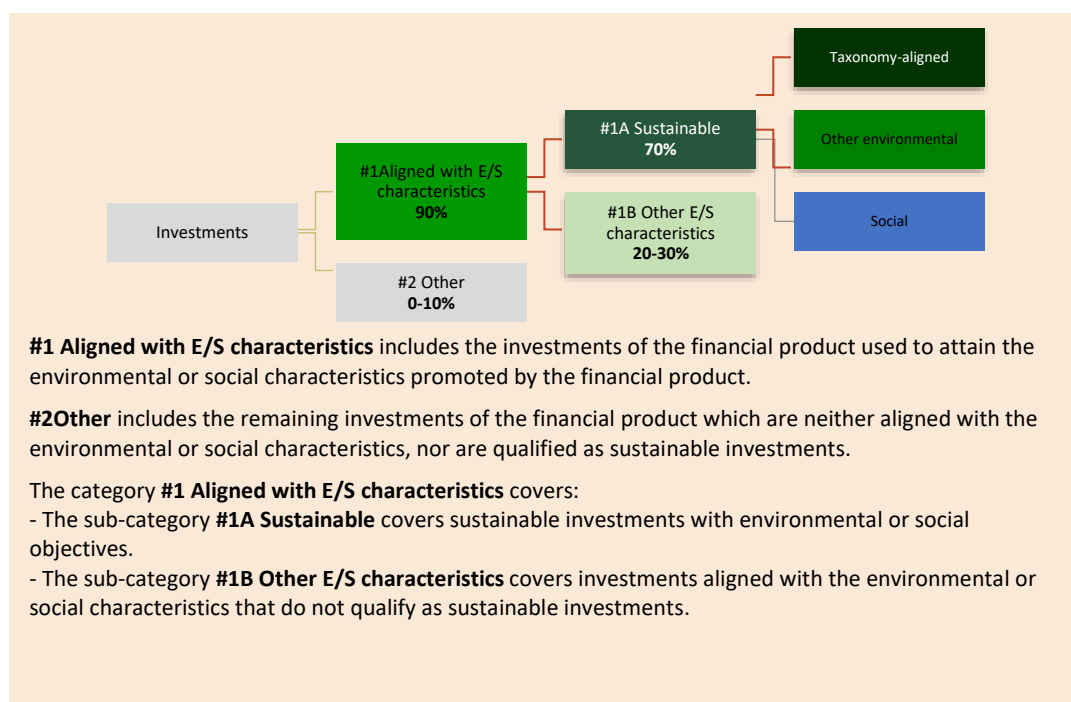 Taxonomy-aligned
#1A Sustainable
70%
Other environmental
#1Aligned with E/S
characteristics
90%
#1B Other E/S
characteristics
20-30%
Social
Investments
#2 Other
0-10%
#1 Aligned with E/S characteristics includes the investments of the financial product used to attain the
environmental or social characteristics promoted by the financial product.
#2Other includes the remaining investments of the financial product which are neither aligned with the
environmental or social characteristics, nor are qualified as sustainable investments.
The category #1 Aligned with E/S characteristics covers:
- The sub-category #1A Sustainable covers sustainable investments with environmental or social
objectives.
- The sub-category #1B Other E/S characteristics covers investments aligned with the environmental or
social characteristics that do not qualify as sustainable investments.